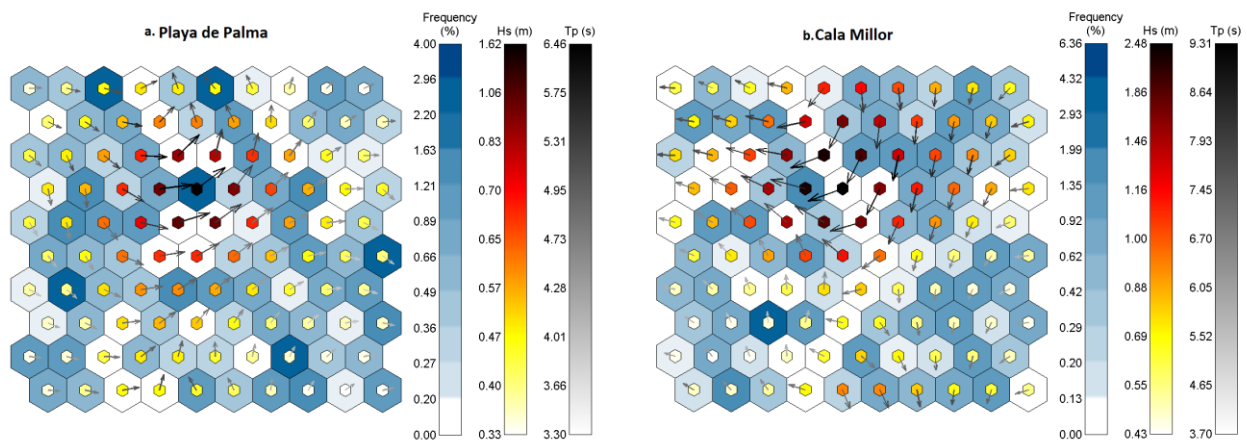 a. Playa de Palma
Frequency
(%) Hs (m) Tp (s)
4.00 1.62 6.46
2.96 1.06 5.75
2.20 0.83 5.31
1.63
1.21 0.70 4.95
0.89 0.65 4.73
0.66
0.49 0.57 4.28
0.36 0.47 4.01
0.27
0.20 0.40 3.66
0.00 0.33 3.30
b.Cala Millor
Frequency
(%) Hs (m) Tp (s)
6.36 2.48 9.31
4.32 1.86 8.64
2.93 1.46 7.93
1.99
1.35 1.16 7.45
0.92 1.00 7.00
0.62
0.42 0.88 6.05
0.29 0.69 5.52
0.20
0.13 0.55 4.65
0.00 0.43 3.70